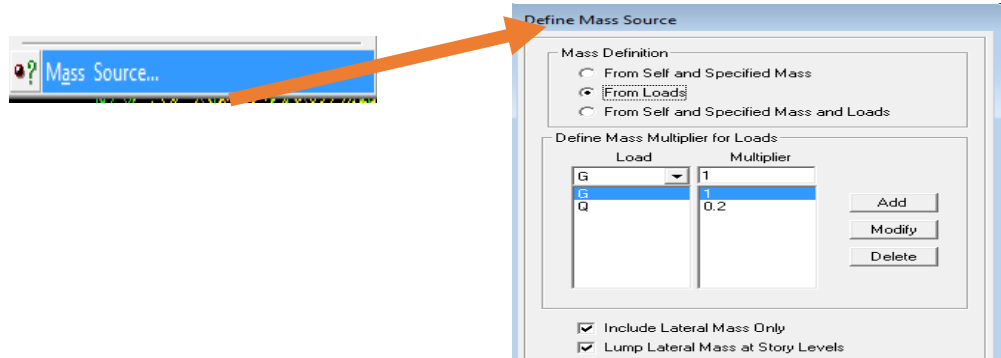 Mass Source...
Define Mass Source
Mass Definition
From Self and Specified Mass
From Loads
From Self and Specified Mass and Loads
Define Mass Multiplier for Loads
Load Multiplier
G 1
G 1
Q 0.2
Add
Modify
Delete
Include Lateral Mass Only
Lump Lateral Mass at Story Levels